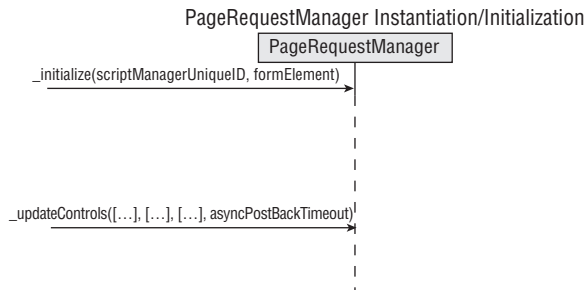 PageRequestManager Instantiation/Initialization
PageRequestManager
_initialize(scriptManagerUniqueID, formElement)
_updateControls([…], […], […], asyncPostBackTimeout)